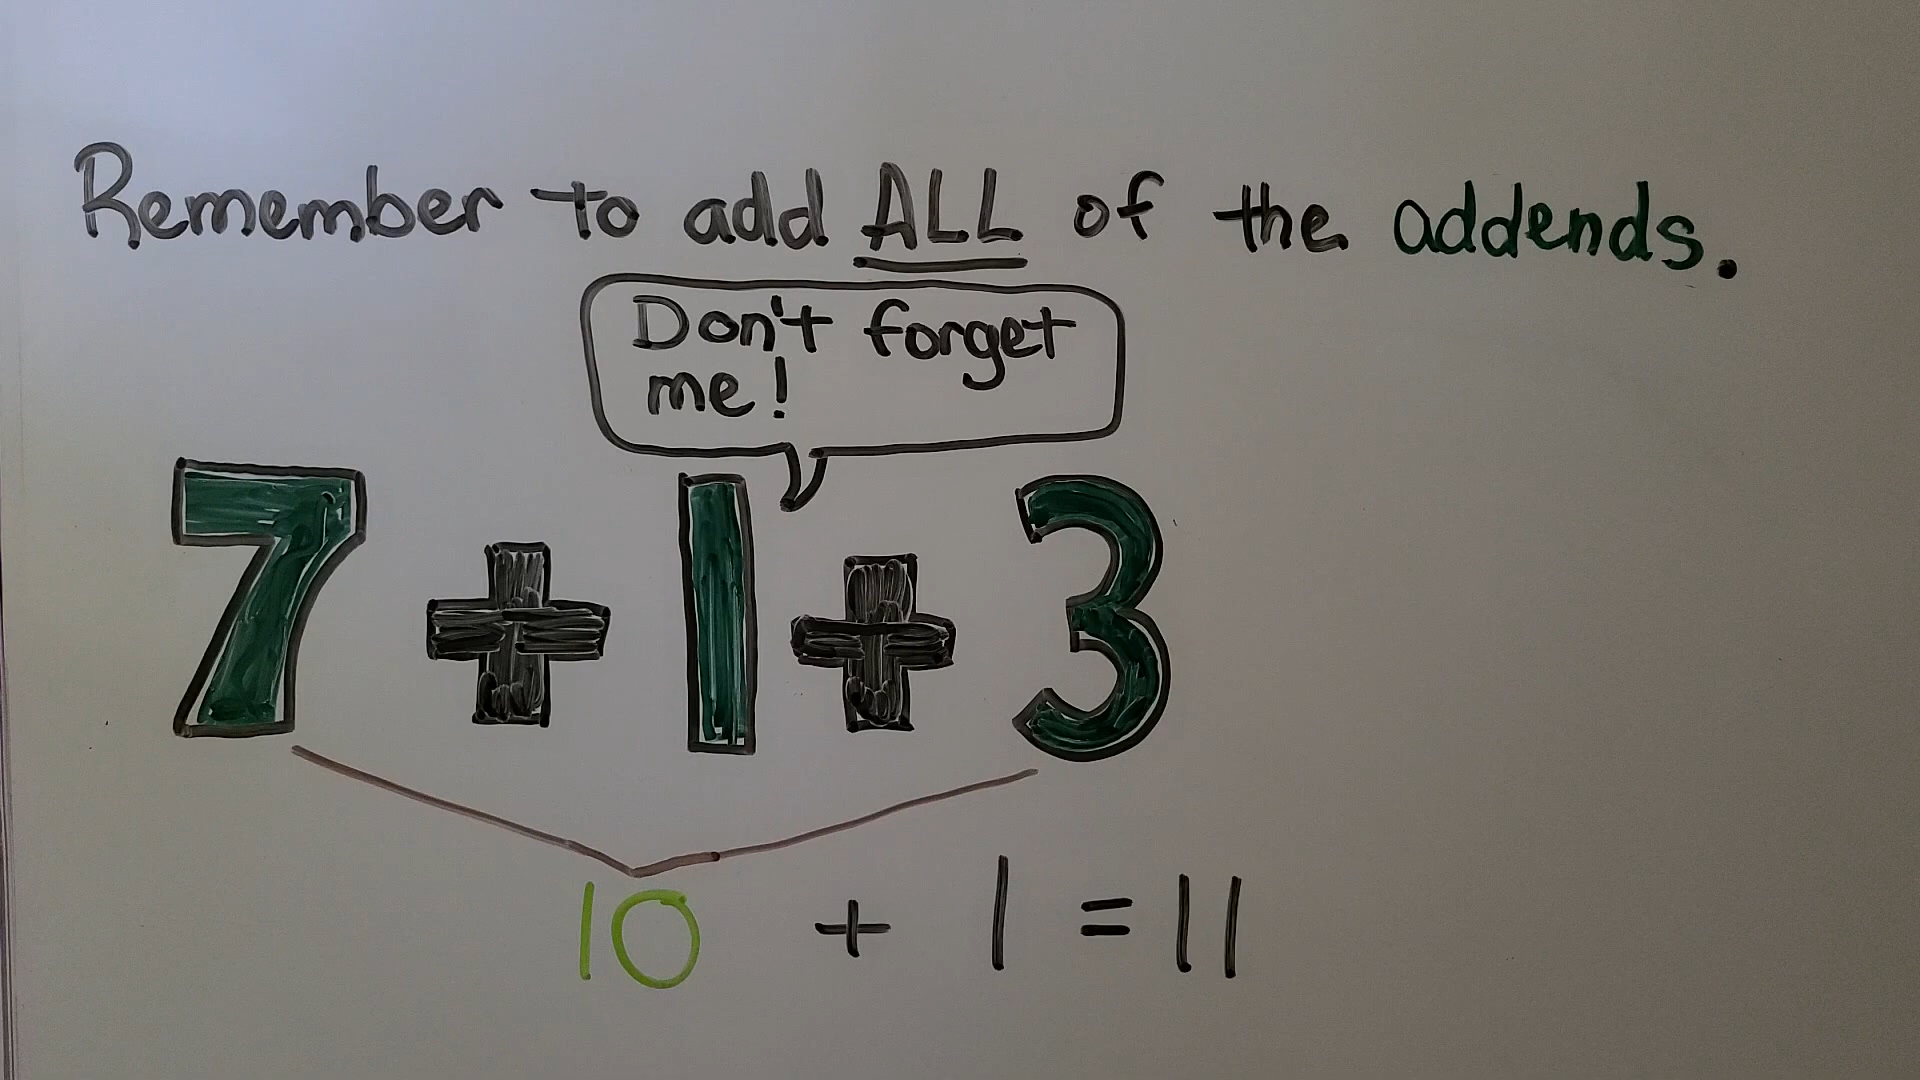 Remember to add ALL of the addends.
Don't forget
me!
7 + 1 + 3
10 + 1 = 11